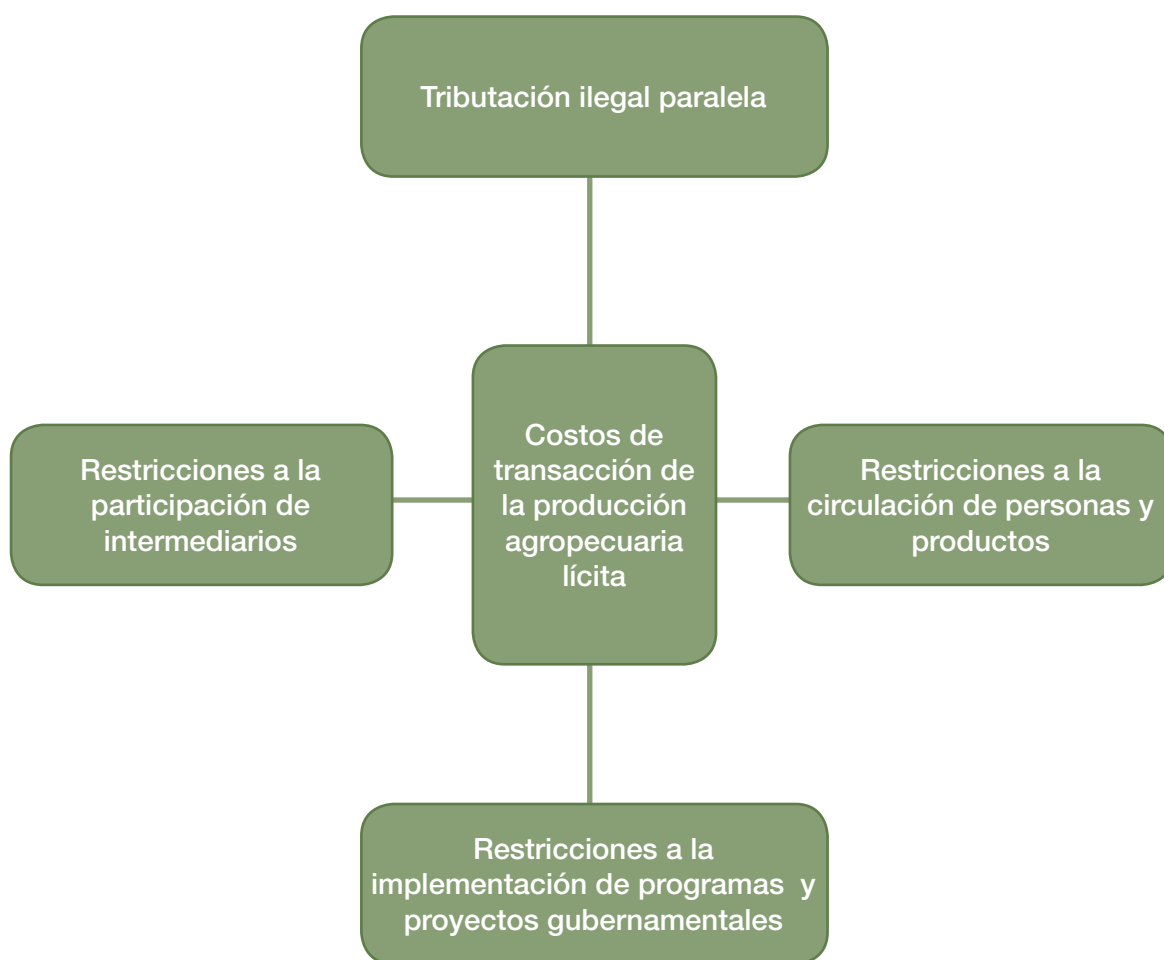 Tributación ilegal paralela
Restricciones a la
participación de
intermediarios
Costos de
transacción de
la producción
agropecuaria
lícita
Restricciones a la
circulación de personas y
productos
Restricciones a la
implementación de programas  y
proyectos gubernamentales